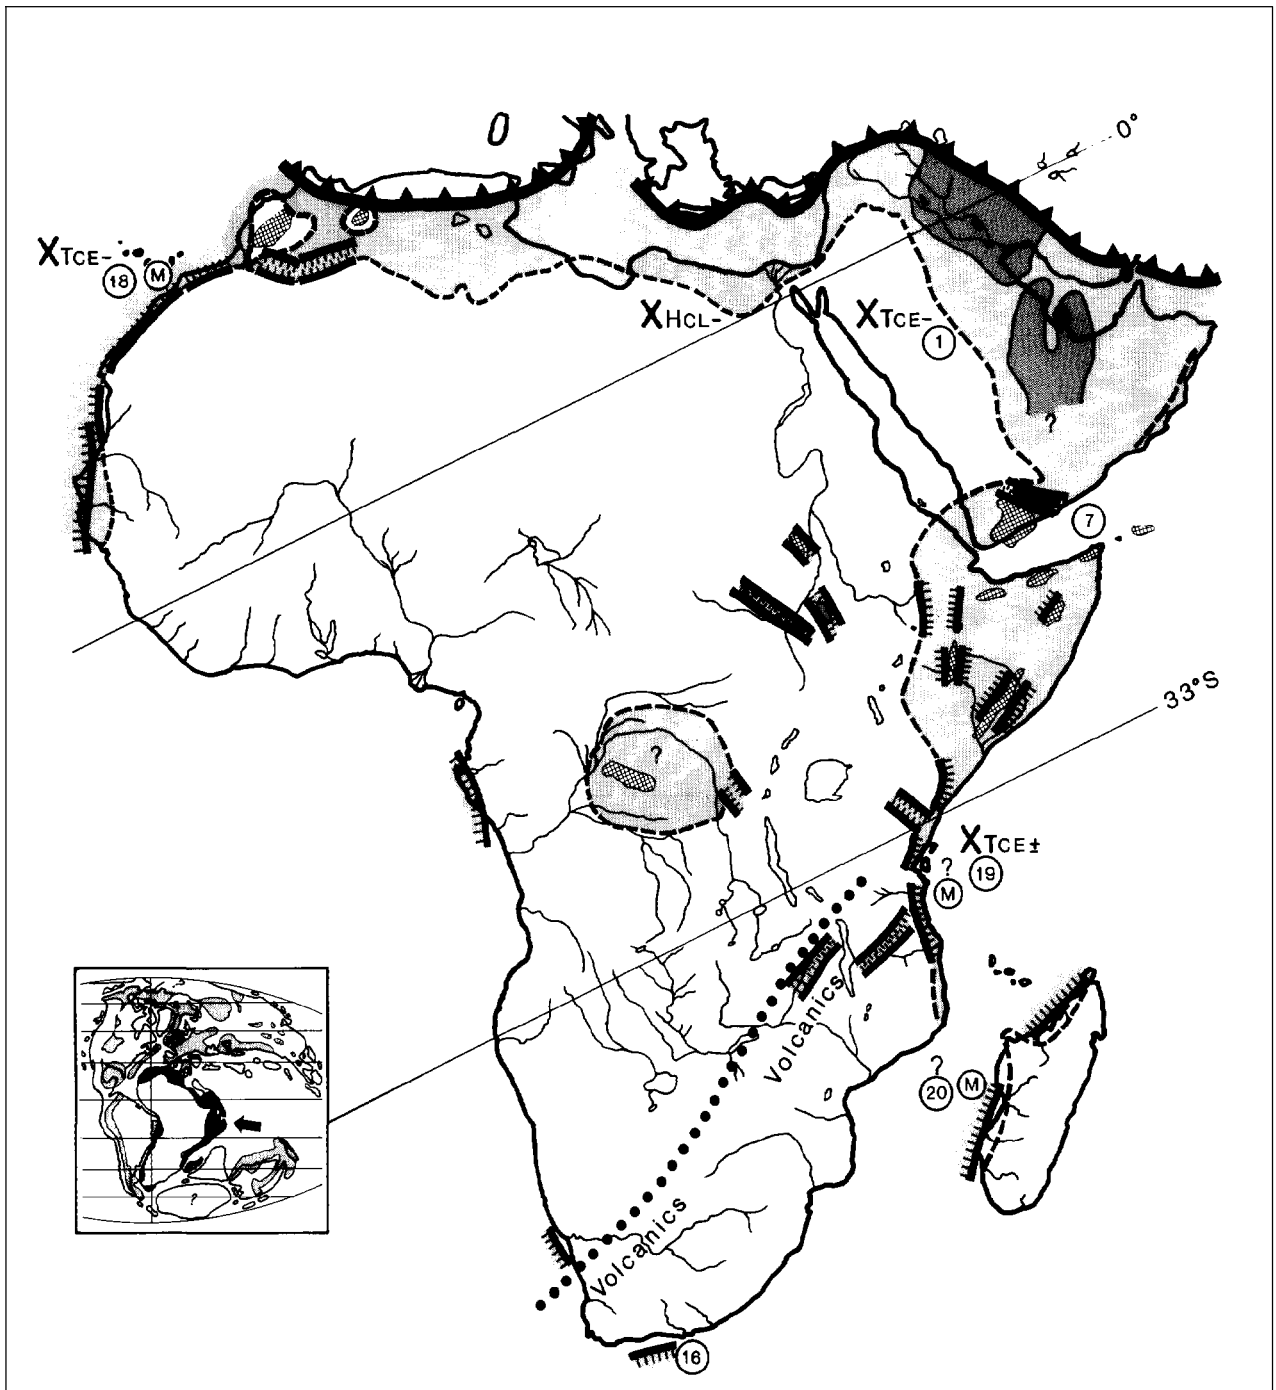 0°
XTCE-
18 M
XHCL-
XTCE-
1
?
7
33°S
?
XTCE±
?
19
M
Volcanics
?
20 M
Volcanics
?
16